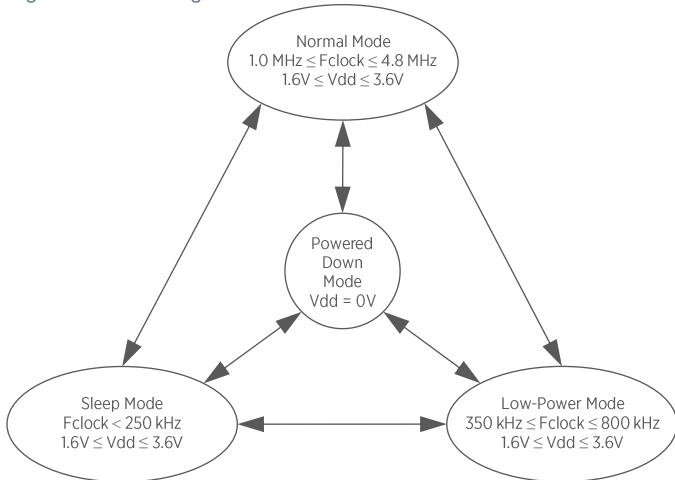 Normal Mode
1.0 MHz ≤ Fclock ≤ 4.8 MHz
1.6V ≤ Vdd ≤ 3.6V
Powered
Down
Mode
Vdd = 0V
Sleep Mode
Fclock < 250 kHz
1.6V ≤ Vdd ≤ 3.6V
Low-Power Mode
350 kHz ≤ Fclock ≤ 800 kHz
1.6V ≤ Vdd ≤ 3.6V